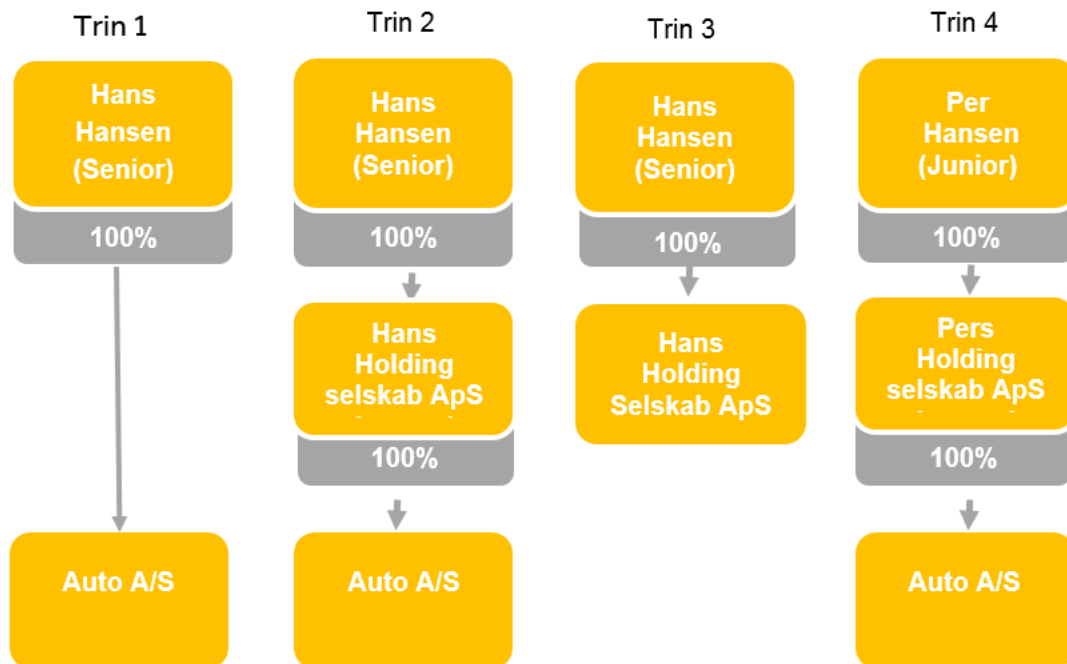 Trin 1
Trin 2
Trin 3
Trin 4
Hans
Hansen
(Senior)
100%
Auto A/S
Hans
Hansen
(Senior)
100%
Hans
Holding
selskab ApS
100%
Auto A/S
Hans
Hansen
(Senior)
100%
Hans
Holding
Selskab ApS
Per
Hansen
(Junior)
100%
Pers
Holding
selskab ApS
100%
Auto A/S